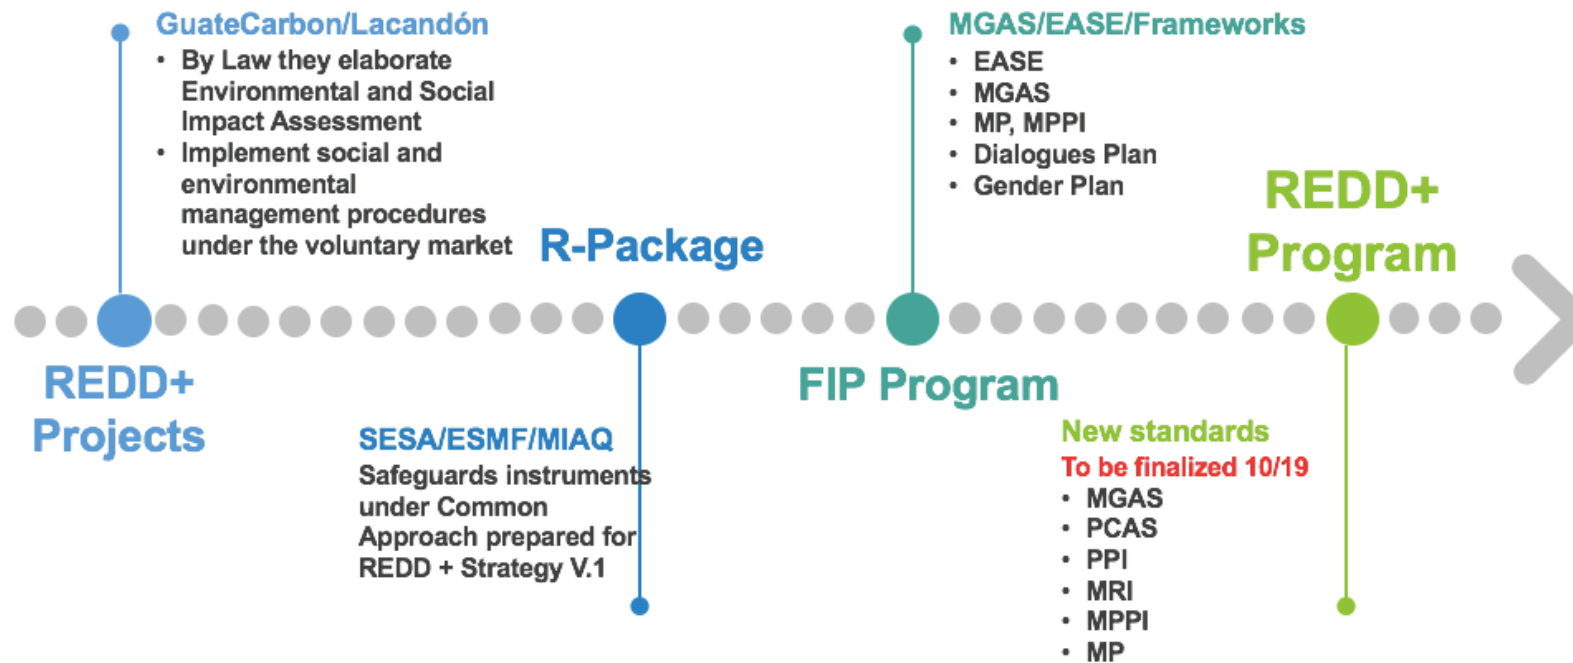 GuateCarbon/Lacandón
• By Law they elaborate
Environmental and Social
Impact Assessment
• Implement social and
environmental
management procedures
under the voluntary market
REDD+
Projects
R-Package
SESA/ESMF/MIAQ
Safeguards instruments
under Common
Approach prepared for
REDD + Strategy V.1
MGAS/EASE/Frameworks
• EASE
• MGAS
• MP, MPPI
• Dialogues Plan
• Gender Plan
FIP Program
REDD+
Program
New standards
To be finalized 10/19
• MGAS
• PCAS
• PPI
• MRI
• MPPI
• MP